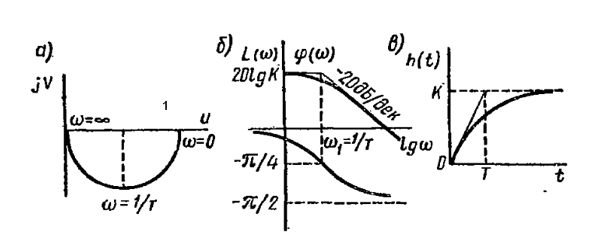 а)
jV
ω=∞
1
u
ω=0
ω=1/τ
б) L(ω) φ(ω)
20lgK
-20дБ/дек
ω₁=1/τ
lgω
-π/4
-π/2
в)
h(t)
K
0
T
t